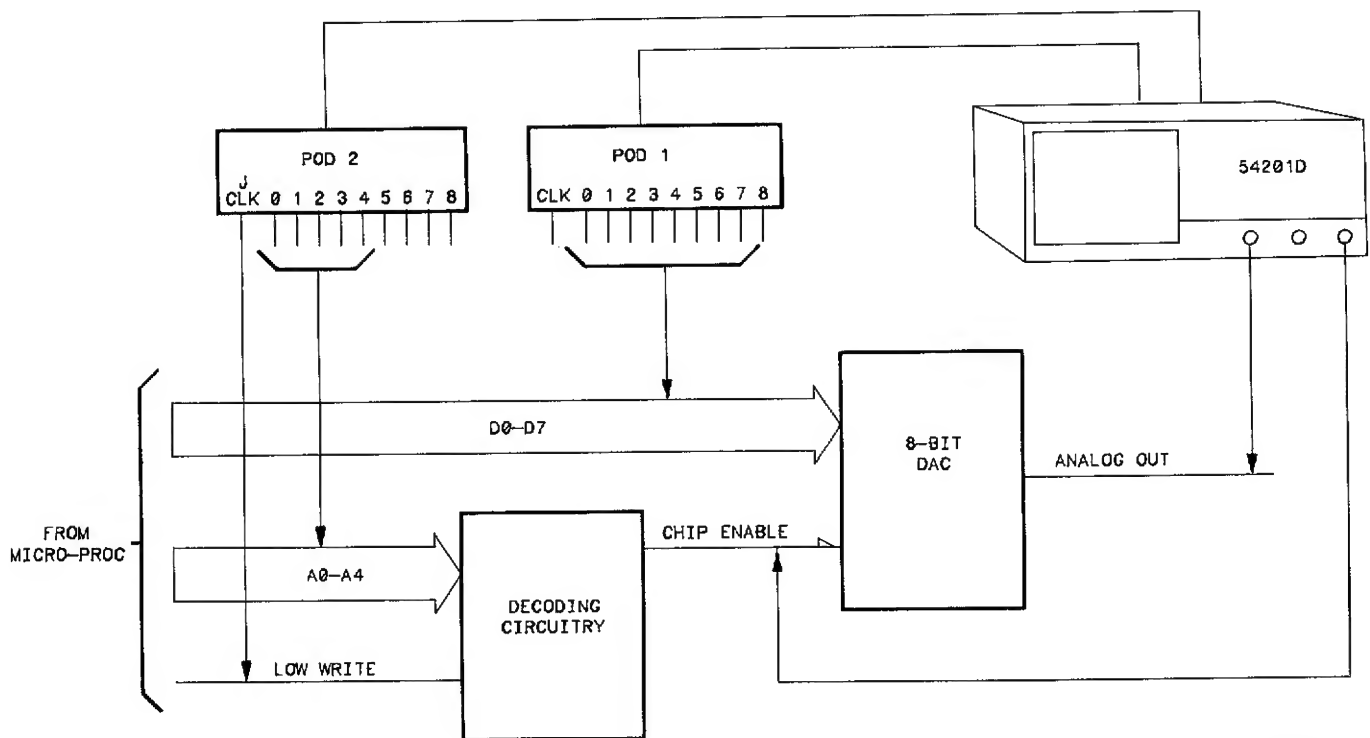 POD 2
J
CLK 0 1 2 3 4 5 6 7 8
POD 1
CLK 0 1 2 3 4 5 6 7 8
54201D
D0-D7
8-BIT
DAC
ANALOG OUT
FROM
MICRO-PROC
CHIP ENABLE
A0-A4
DECODING
CIRCUITRY
LOW WRITE